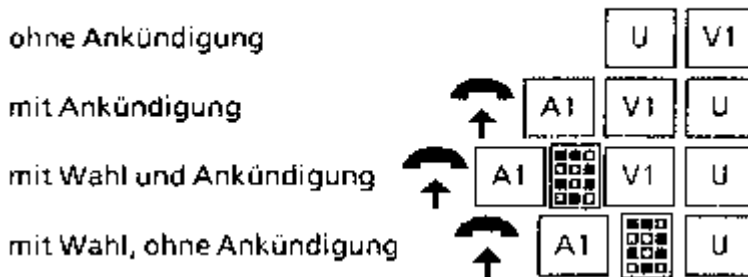 ohne Ankündigung U V1
mit Ankündigung A1 V1 U
mit Wahl und Ankündigung A1 V1 U
mit Wahl, ohne Ankündigung A1 U